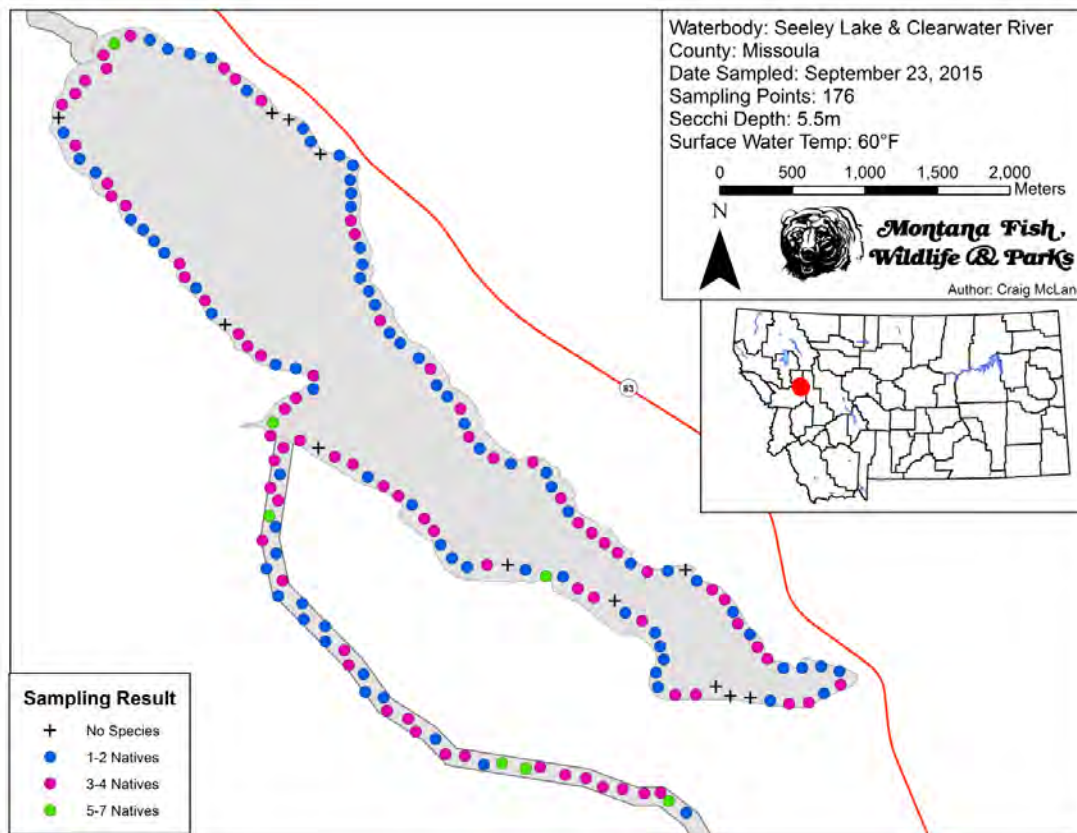 Waterbody: Seeley Lake & Clearwater River
County: Missoula
Date Sampled: September 23, 2015
Sampling Points: 176
Secchi Depth: 5.5m
Surface Water Temp: 60°F
0 500 1,000 1,500 2,000
Meters
N
Montana Fish,
Wildlife & Parks
Author: Craig McLan
83
Sampling Result
No Species
1-2 Natives
3-4 Natives
5-7 Natives